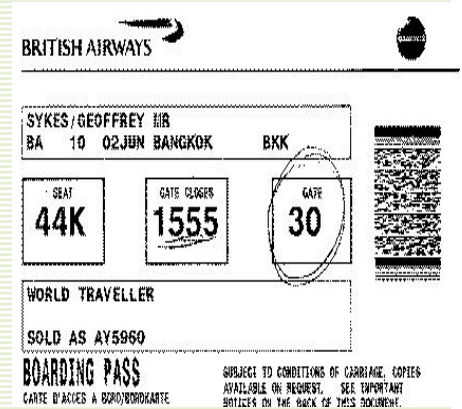 BRITISH AIRWAYS
SYKES/GEOFFREY MR
BA 10 02JUN BANGKOK BKK
SEAT
44K
GATE CLOSES
1555
GATE
30
WORLD TRAVELLER
SOLD AS AY5960
BOARDING PASS
CARTE D'ACCES A BORD/BORDKARTE
SUBJECT TO CONDITIONS OF CARRIAGE, COPIES
AVAILABLE ON REQUEST. SEE IMPORTANT
NOTICES ON THE BACK OF THIS DOCUMENT.